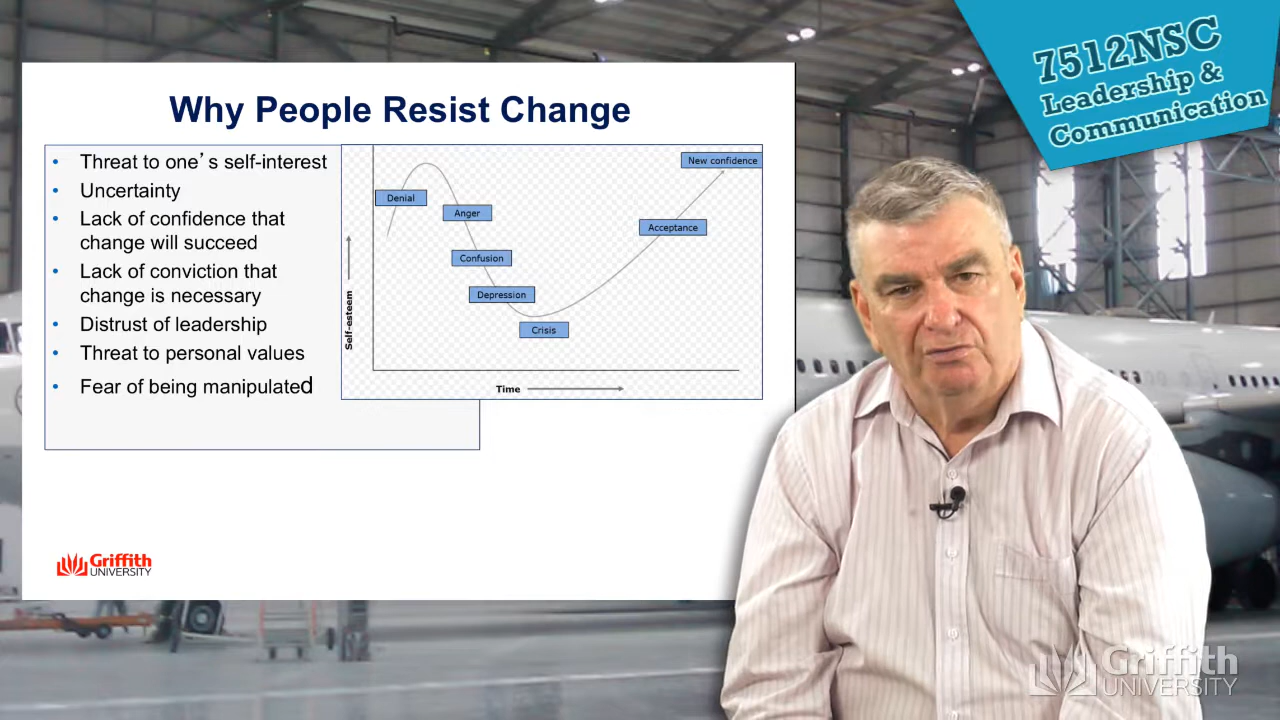 7512NSC
Leadership &
Communication
Why People Resist Change
• Threat to one’s self-interest
• Uncertainty
• Lack of confidence that
change will succeed
• Lack of conviction that
change is necessary
• Distrust of leadership
• Threat to personal values
• Fear of being manipulated
New confidence
Denial
Anger
Acceptance
Confusion
Depression
Crisis
Self-esteem
Time
Griffith
UNIVERSITY
Griffith
UNIVERSITY